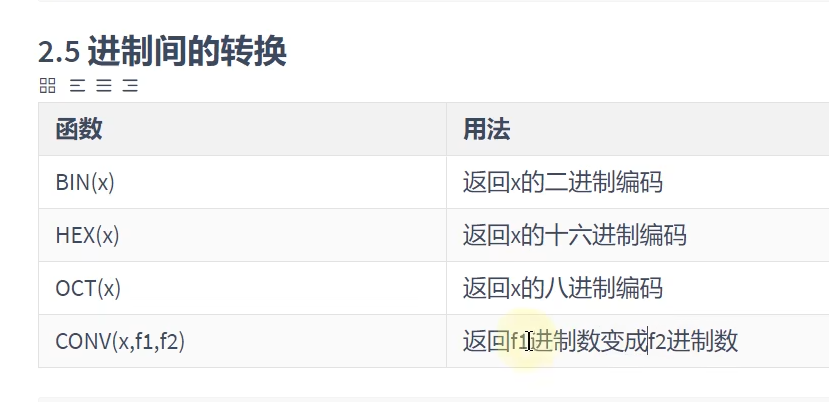 2.5 进制间的转换
函数 用法
BIN(x) 返回x的二进制编码
HEX(x) 返回x的十六进制编码
OCT(x) 返回x的八进制编码
CONV(x,f1,f2) 返回f1进制数变成f2进制数